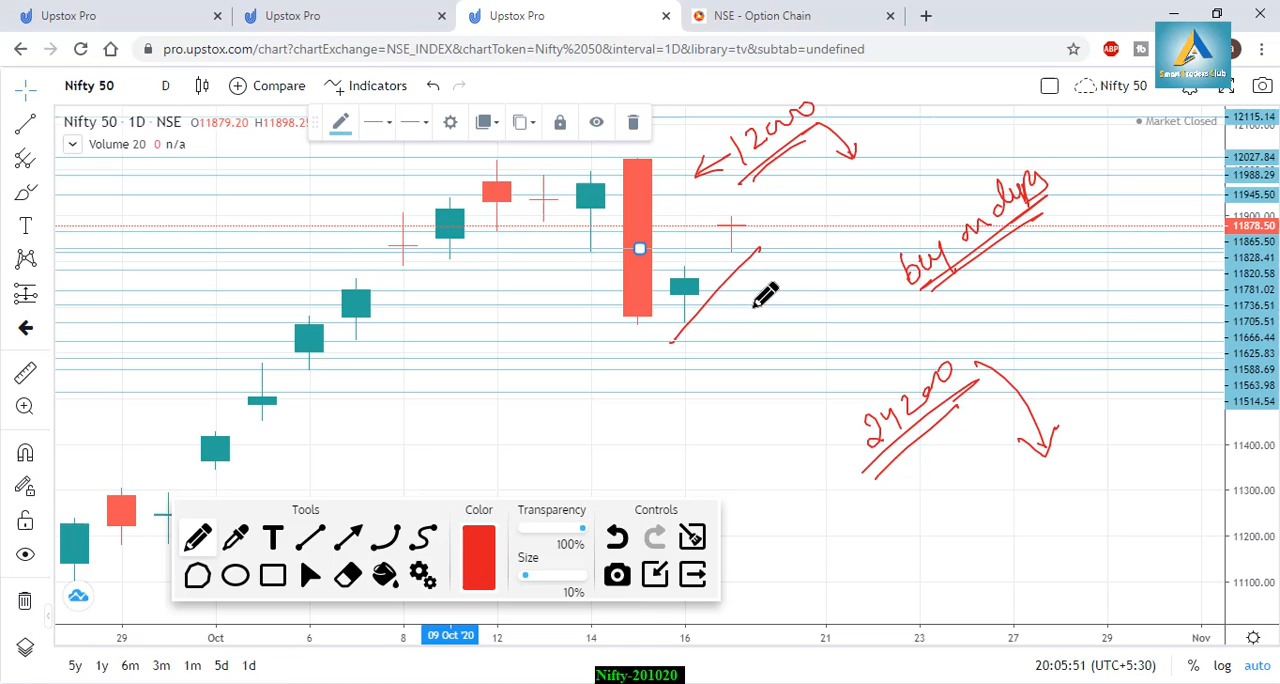 Upstox Pro
Upstox Pro
Upstox Pro
NSE - Option Chain
pro.upstox.com/chart?chartExchange=NSE_INDEX&chartToken=Nifty%2050&interval=1D&library=tv&subtab=undefined
ABP
Smart Traders Club
Nifty 50
D
Compare
Indicators
Nifty 50
Nifty 50 · 1D · NSE O11879.20 H11898.25
Volume 20 0 n/a
Market Closed
12000
buy on dips
24200
12115.14
12027.84
11988.29
11945.50
11900.00
11878.50
11865.50
11828.41
11820.58
11781.02
11736.51
11705.51
11666.44
11625.83
11588.69
11563.98
11514.54
11400.00
11300.00
11200.00
11100.00
Tools
Color
Transparency
100%
Size
10%
Controls
29
Oct
6
8
09 Oct '20
12
14
16
21
23
27
29
Nov
5y 1y 6m 3m 1m 5d 1d
20:05:51 (UTC+5:30)
% log auto
Nifty-201020